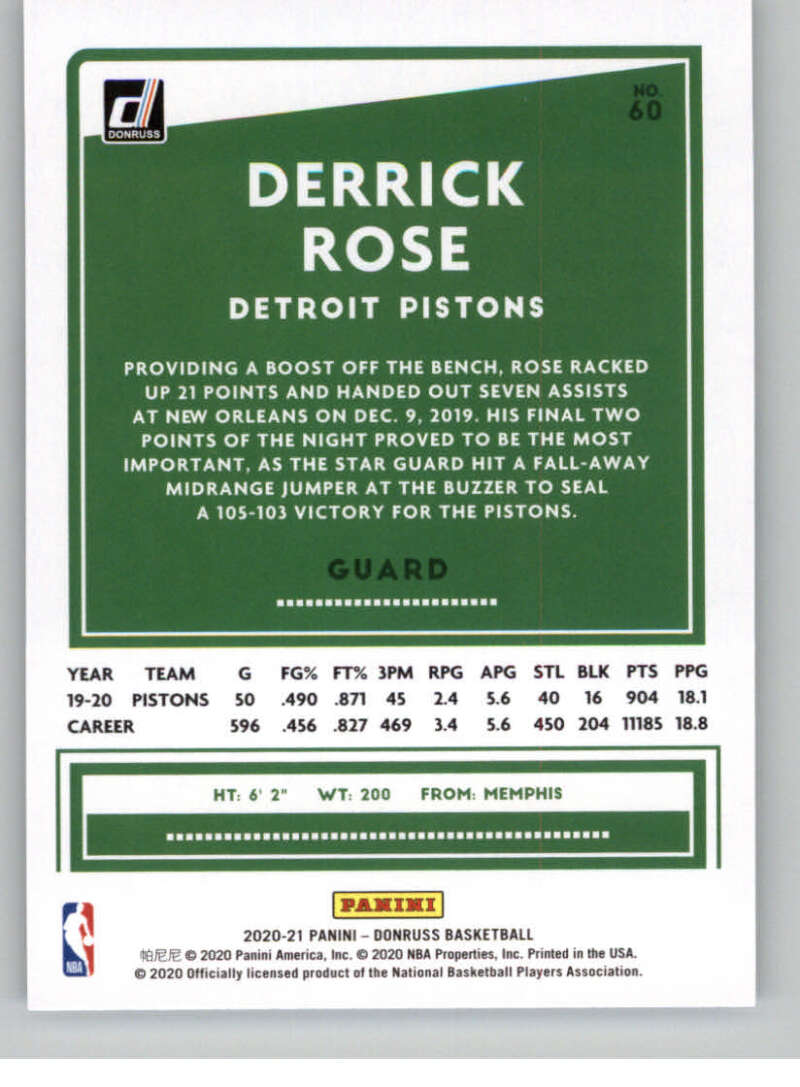 DONRUSS
NO.
60
DERRICK
ROSE
DETROIT PISTONS
PROVIDING A BOOST OFF THE BENCH, ROSE RACKED
UP 21 POINTS AND HANDED OUT SEVEN ASSISTS
AT NEW ORLEANS ON DEC. 9, 2019. HIS FINAL TWO
POINTS OF THE NIGHT PROVED TO BE THE MOST
IMPORTANT, AS THE STAR GUARD HIT A FALL-AWAY
MIDRANGE JUMPER AT THE BUZZER TO SEAL
A 105-103 VICTORY FOR THE PISTONS.
GUARD
YEAR TEAM G FG% FT% 3PM RPG APG STL BLK PTS PPG
19-20 PISTONS 50 .490 .871 45 2.4 5.6 40 16 904 18.1
CAREER 596 .456 .827 469 3.4 5.6 450 204 11185 18.8
HT: 6' 2" WT: 200 FROM: MEMPHIS
PANINI
2020-21 PANINI – DONRUSS BASKETBALL
帕尼尼 © 2020 Panini America, Inc. © 2020 NBA Properties, Inc. Printed in the USA.
© 2020 Officially licensed product of the National Basketball Players Association.
NBA